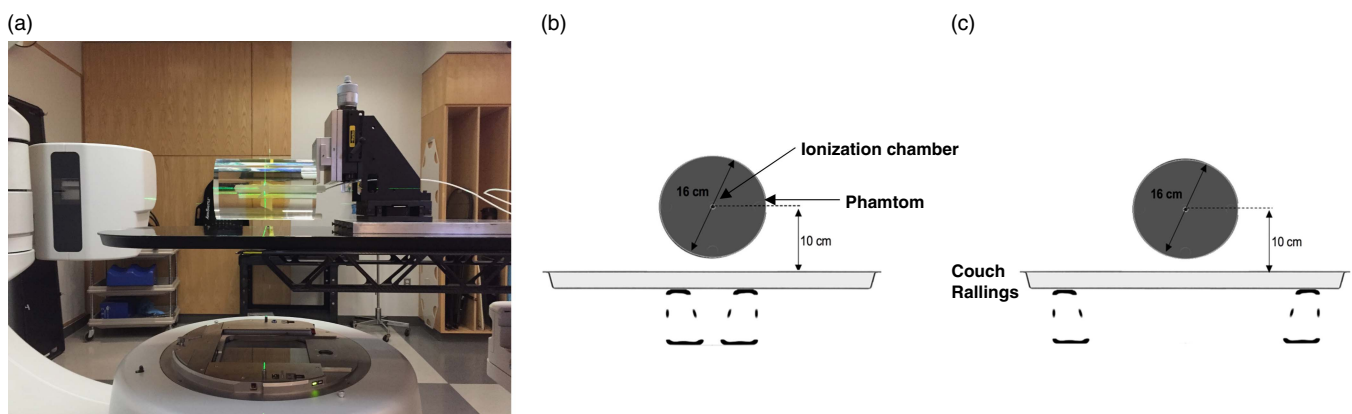 (a)
(b)
(c)
Ionization chamber
16 cm
Phamtom
10 cm
16 cm
10 cm
Couch
Rallings